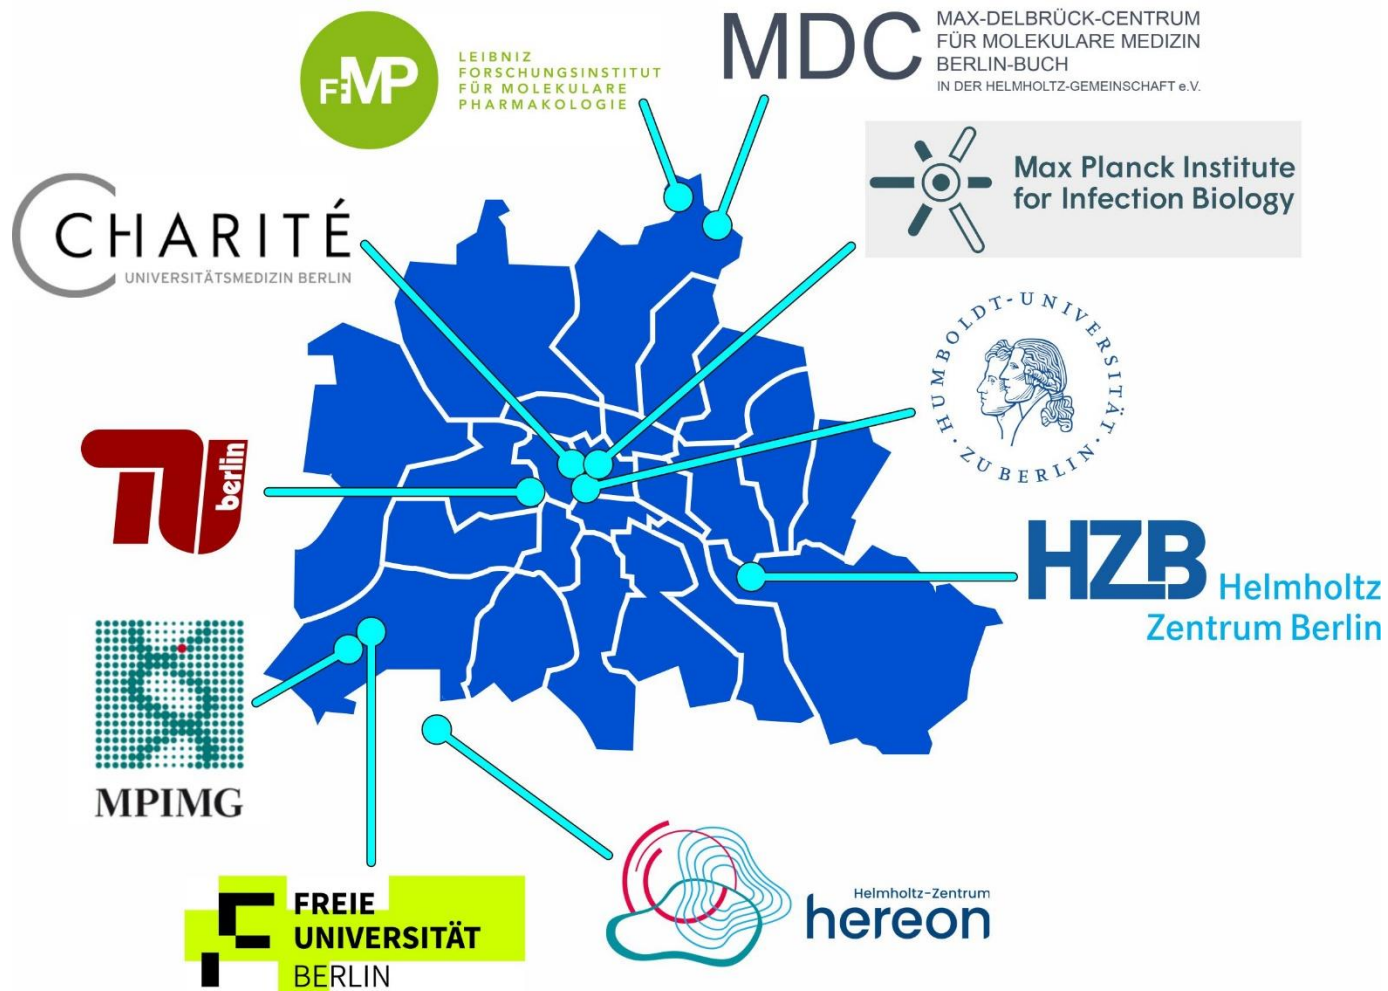 FMP
LEIBNIZ
FORSCHUNGSINSTITUT
FÜR MOLEKULARE
PHARMAKOLOGIE
MDC
MAX-DELBRÜCK-CENTRUM
FÜR MOLEKULARE MEDIZIN
BERLIN-BUCH
IN DER HELMHOLTZ-GEMEINSCHAFT e.V.
Max Planck Institute
for Infection Biology
CHARITÉ
UNIVERSITÄTSMEDIZIN BERLIN
HUMBOLDT-UNIVERSITÄT · ZU BERLIN ·
TU
berlin
HZB Helmholtz
Zentrum Berlin
MPIMG
FREIE
UNIVERSITÄT
BERLIN
Helmholtz-Zentrum
hereon